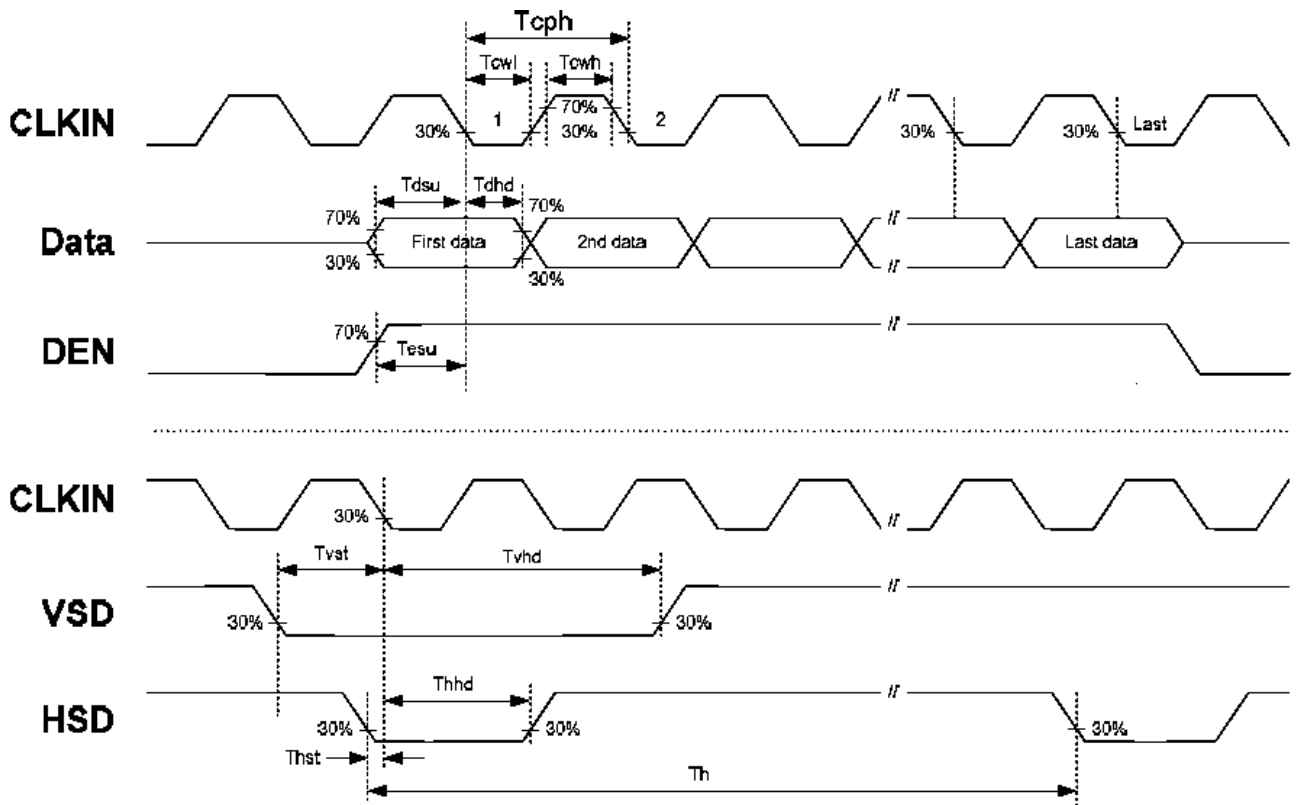 Tcph
Tcwl Tcwh
CLKIN 30% 1 70% 30% 2 // 30% 30% Last
Tdsu Tdhd
70% 70%
Data First data 2nd data // Last data
30% 30%
//
DEN 70% Tesu //
CLKIN 30% //
Tvst Tvhd
VSD 30% 30% //
Thhd
HSD 30% 30% // 30%
Thst
Th